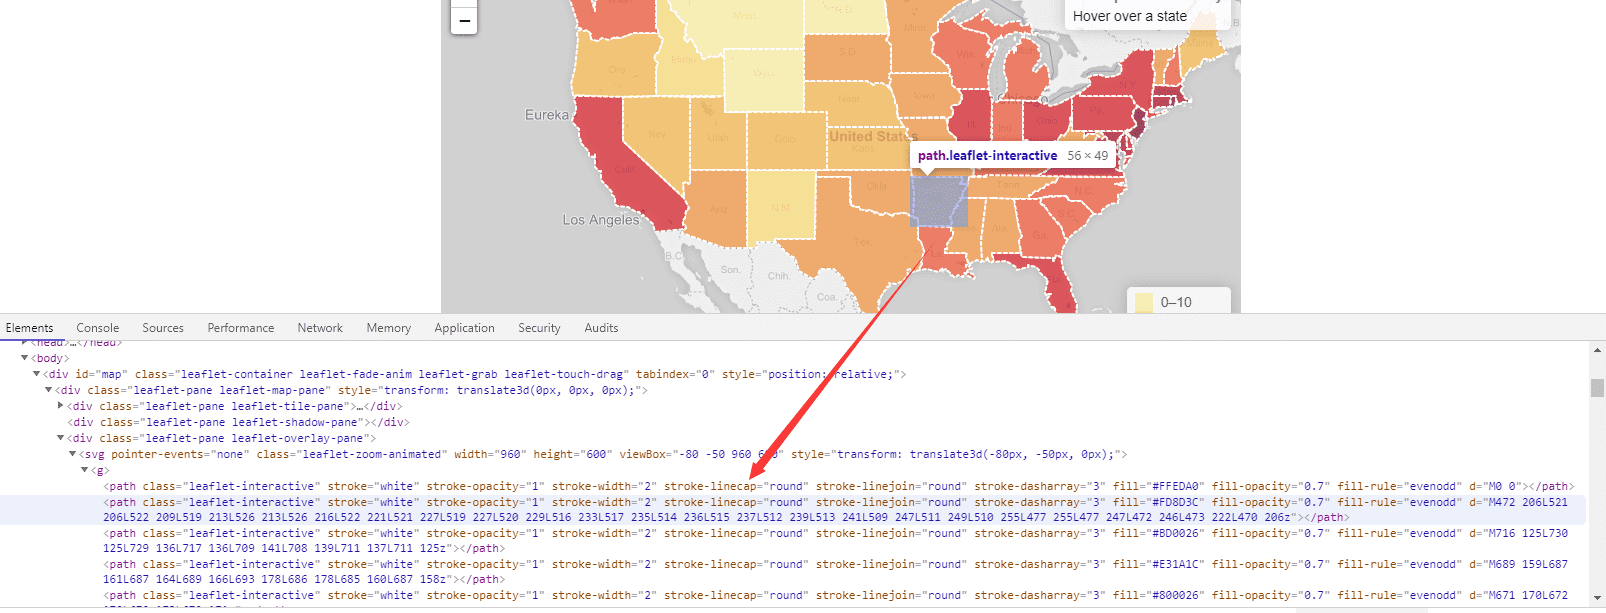 −
Hover over a state
Mont.
N.D.
Minn.
Ore.
Idaho
Wyo.
S.D.
Wis.
Mich.
Maine
N.B.
N.Y.
Eureka
Nev.
Utah
Colo.
Nebr.
Iowa
Chicago
Ill.
Ind.
Ohio
Pa.
United States
Kans.
path.leaflet-interactive 56 × 49
Calif.
Los Angeles
Ariz.
N.M.
Okla.
Tenn.
N.C.
S.C.
Tex.
La.
Ala.
Ga.
B.C.
Son.
Chih.
Coa.
0–10
Elements Console Sources Performance Network Memory Application Security Audits
<head>…</head>
<body>
<div id="map" class="leaflet-container leaflet-fade-anim leaflet-grab leaflet-touch-drag" tabindex="0" style="position: relative;">
<div class="leaflet-pane leaflet-map-pane" style="transform: translate3d(0px, 0px, 0px);">
<div class="leaflet-pane leaflet-tile-pane">…</div>
<div class="leaflet-pane leaflet-shadow-pane"></div>
<div class="leaflet-pane leaflet-overlay-pane">
<svg pointer-events="none" class="leaflet-zoom-animated" width="960" height="600" viewBox="-80 -50 960 600" style="transform: translate3d(-80px, -50px, 0px);">
<g>
<path class="leaflet-interactive" stroke="white" stroke-opacity="1" stroke-width="2" stroke-linecap="round" stroke-linejoin="round" stroke-dasharray="3" fill="#FFEDA0" fill-opacity="0.7" fill-rule="evenodd" d="M0 0"></path>
<path class="leaflet-interactive" stroke="white" stroke-opacity="1" stroke-width="2" stroke-linecap="round" stroke-linejoin="round" stroke-dasharray="3" fill="#FD8D3C" fill-opacity="0.7" fill-rule="evenodd" d="M472 206L521
206L522 209L519 213L526 213L526 216L522 221L521 227L519 227L520 229L516 233L517 235L514 236L515 237L512 239L513 241L509 247L511 249L510 255L477 255L477 247L472 246L473 222L470 206z"></path>
<path class="leaflet-interactive" stroke="white" stroke-opacity="1" stroke-width="2" stroke-linecap="round" stroke-linejoin="round" stroke-dasharray="3" fill="#BD0026" fill-opacity="0.7" fill-rule="evenodd" d="M716 125L730
125L729 136L717 136L709 141L708 139L711 137L711 125z"></path>
<path class="leaflet-interactive" stroke="white" stroke-opacity="1" stroke-width="2" stroke-linecap="round" stroke-linejoin="round" stroke-dasharray="3" fill="#E31A1C" fill-opacity="0.7" fill-rule="evenodd" d="M689 159L687
161L687 164L689 166L693 178L686 178L685 160L687 158z"></path>
<path class="leaflet-interactive" stroke="white" stroke-opacity="1" stroke-width="2" stroke-linecap="round" stroke-linejoin="round" stroke-dasharray="3" fill="#800026" fill-opacity="0.7" fill-rule="evenodd" d="M671 170L672